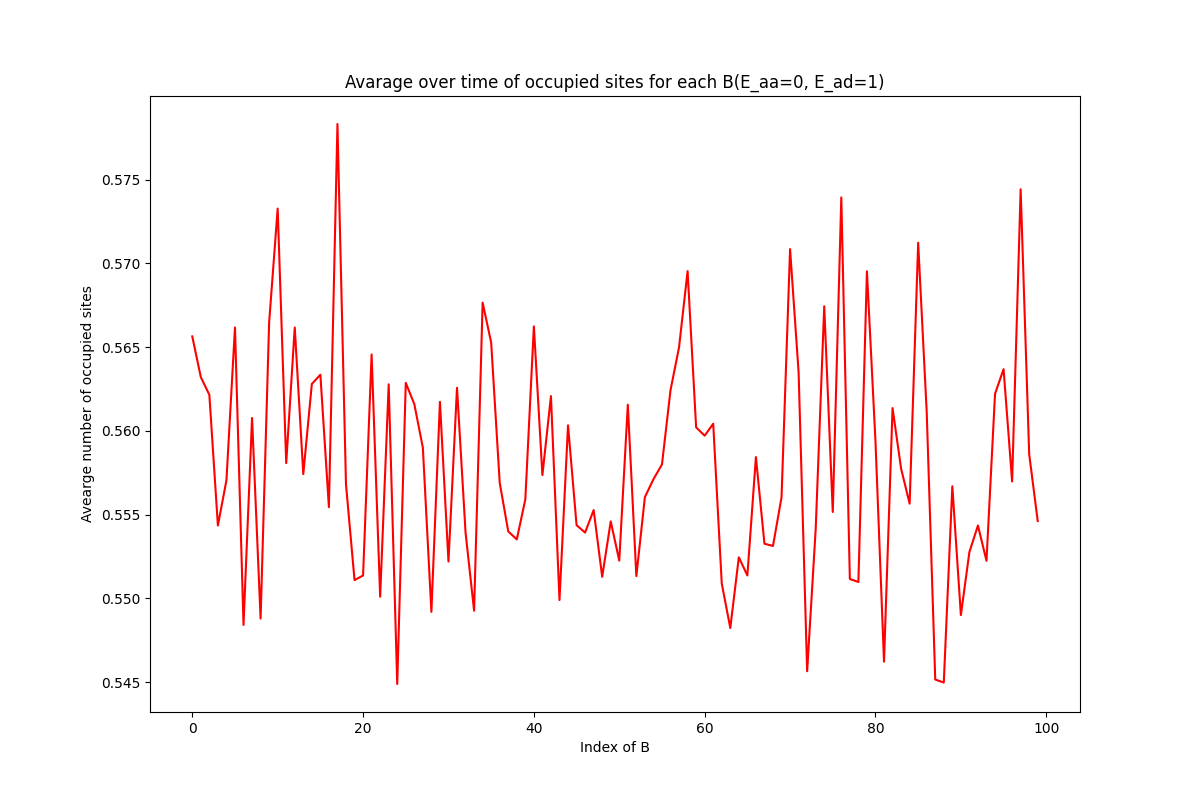 Avarage over time of occupied sites for each B(E_aa=0, E_ad=1)
Avearge number of occupied sites
0.575
0.570
0.565
0.560
0.555
0.550
0.545
0 20 40 60 80 100
Index of B